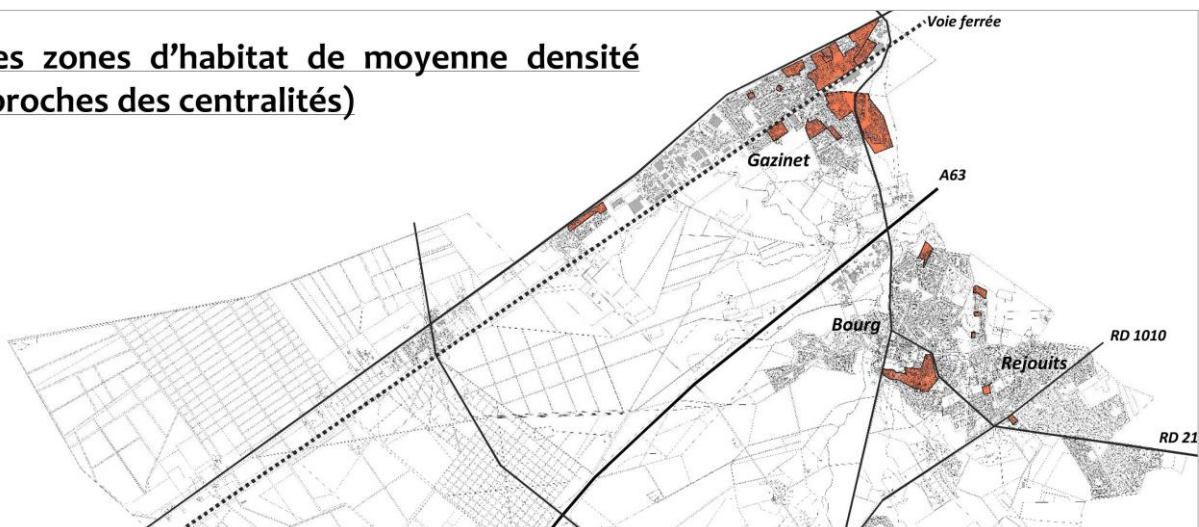 es zones d'habitat de moyenne densité
proches des centralités)
Voie ferrée
Gazinet
A63
Bourg
RD 1010
Rejouits
RD 21